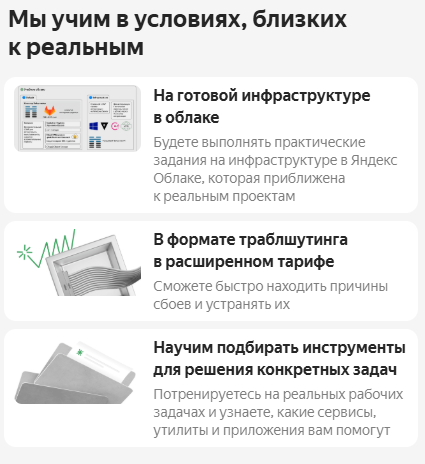 Мы учим в условиях, близких
к реальным
На готовой инфраструктуре
в облаке
Будете выполнять практические
задания на инфраструктуре в Яндекс
Облаке, которая приближена
к реальным проектам
В формате траблшутинга
в расширенном тарифе
Сможете быстро находить причины
сбоев и устранять их
Научим подбирать инструменты
для решения конкретных задач
Потренируетесь на реальных рабочих
задачах и узнаете, какие сервисы,
утилиты и приложения вам помогут